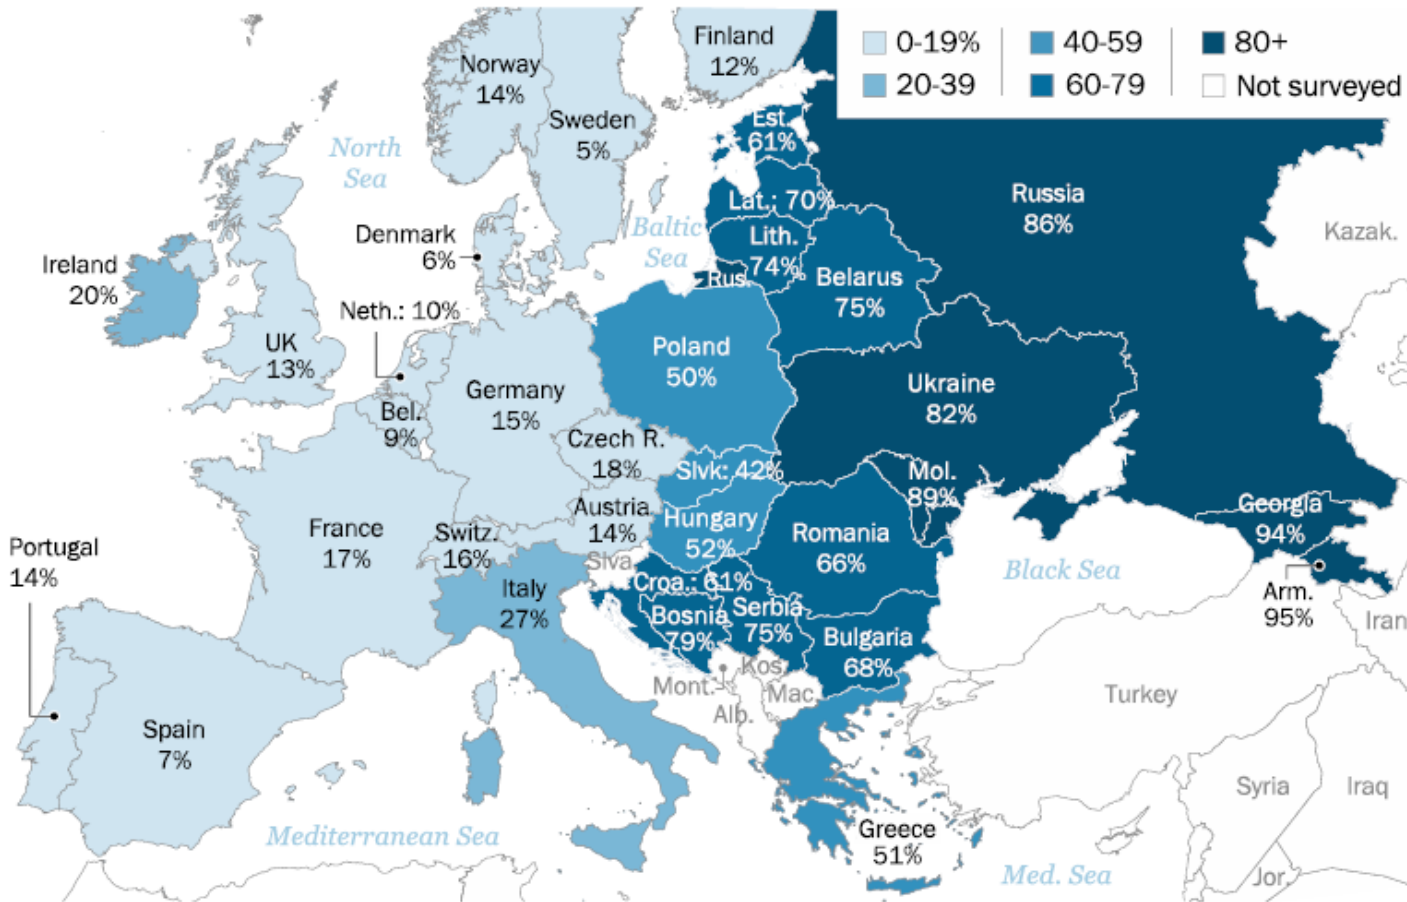 0-19%
20-39
40-59
60-79
80+
Not surveyed
Finland
12%
Norway
14%
Sweden
5%
North
Sea
Est.
61%
Lat.: 70%
Lith.
74%
Rus.
Baltic
Sea
Russia
86%
Kazak.
Denmark
6%
Ireland
20%
Neth.: 10%
Belarus
75%
UK
13%
Poland
50%
Germany
15%
Ukraine
82%
Bel.
9%
Czech R.
18%
Slvk: 42%
Mol.
89%
Austria
14%
Hungary
52%
Romania
66%
Georgia
94%
France
17%
Switz.
16%
Slva.
Portugal
14%
Croa.: 61%
Black Sea
Arm.
95%
Italy
27%
Bosnia
79%
Serbia
75%
Bulgaria
68%
Iran
Kos.
Mont.
Mac.
Alb.
Turkey
Spain
7%
Syria
Iraq
Mediterranean Sea
Greece
51%
Med. Sea
Jor.